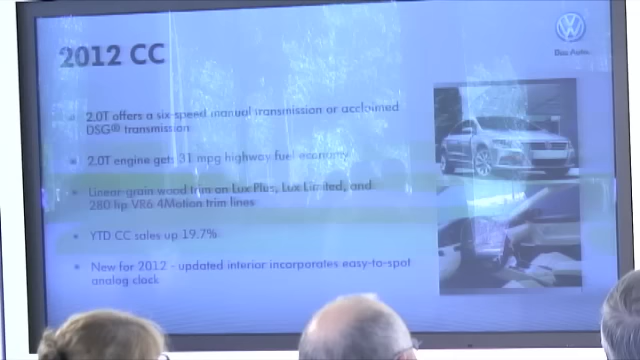 2012 CC
Das Auto.
2.0T offers a six-speed manual transmission or acclaimed
DSG® transmission
2.0T engine gets 31 mpg highway fuel economy
Linear-grain wood trim on Lux Plus, Lux Limited, and
280 hp VR6 4Motion trim lines
YTD CC sales up 19.7%
New for 2012 - updated interior incorporates easy-to-spot
analog clock